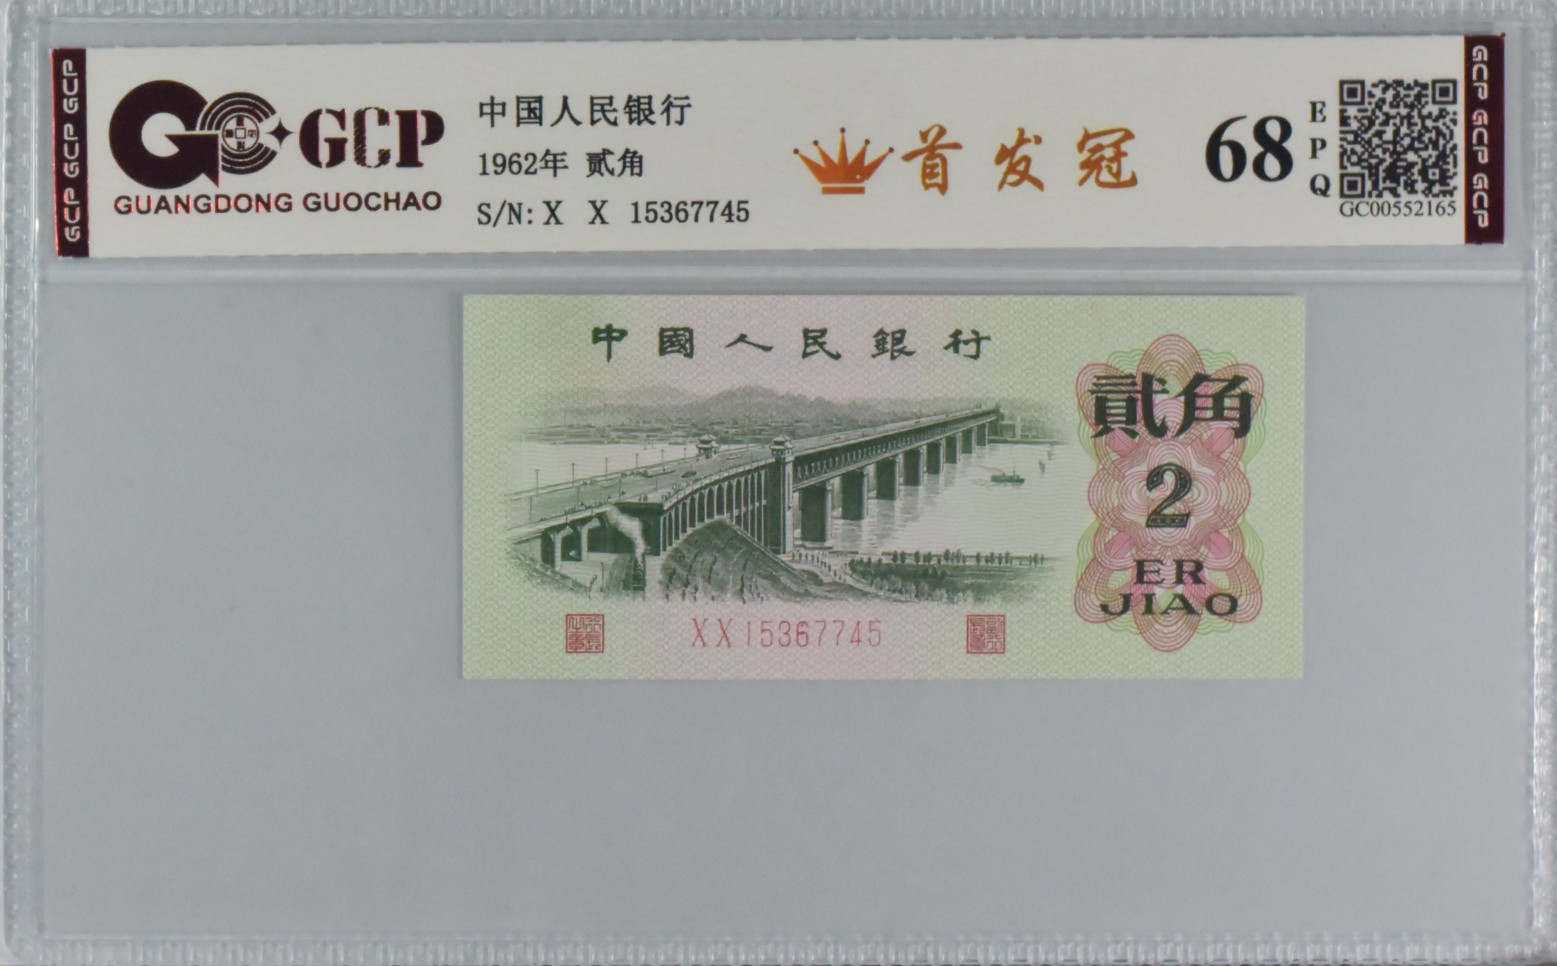 GCP GCP GCP
GCP
GUANGDONG GUOCHAO
中国人民银行
1962年 贰角
S/N: X X 15367745
首发冠
68
EPQ
GC00552165
GCP GCP GCP
中國人民銀行
貳角
2
ER
JIAO
XX15367745